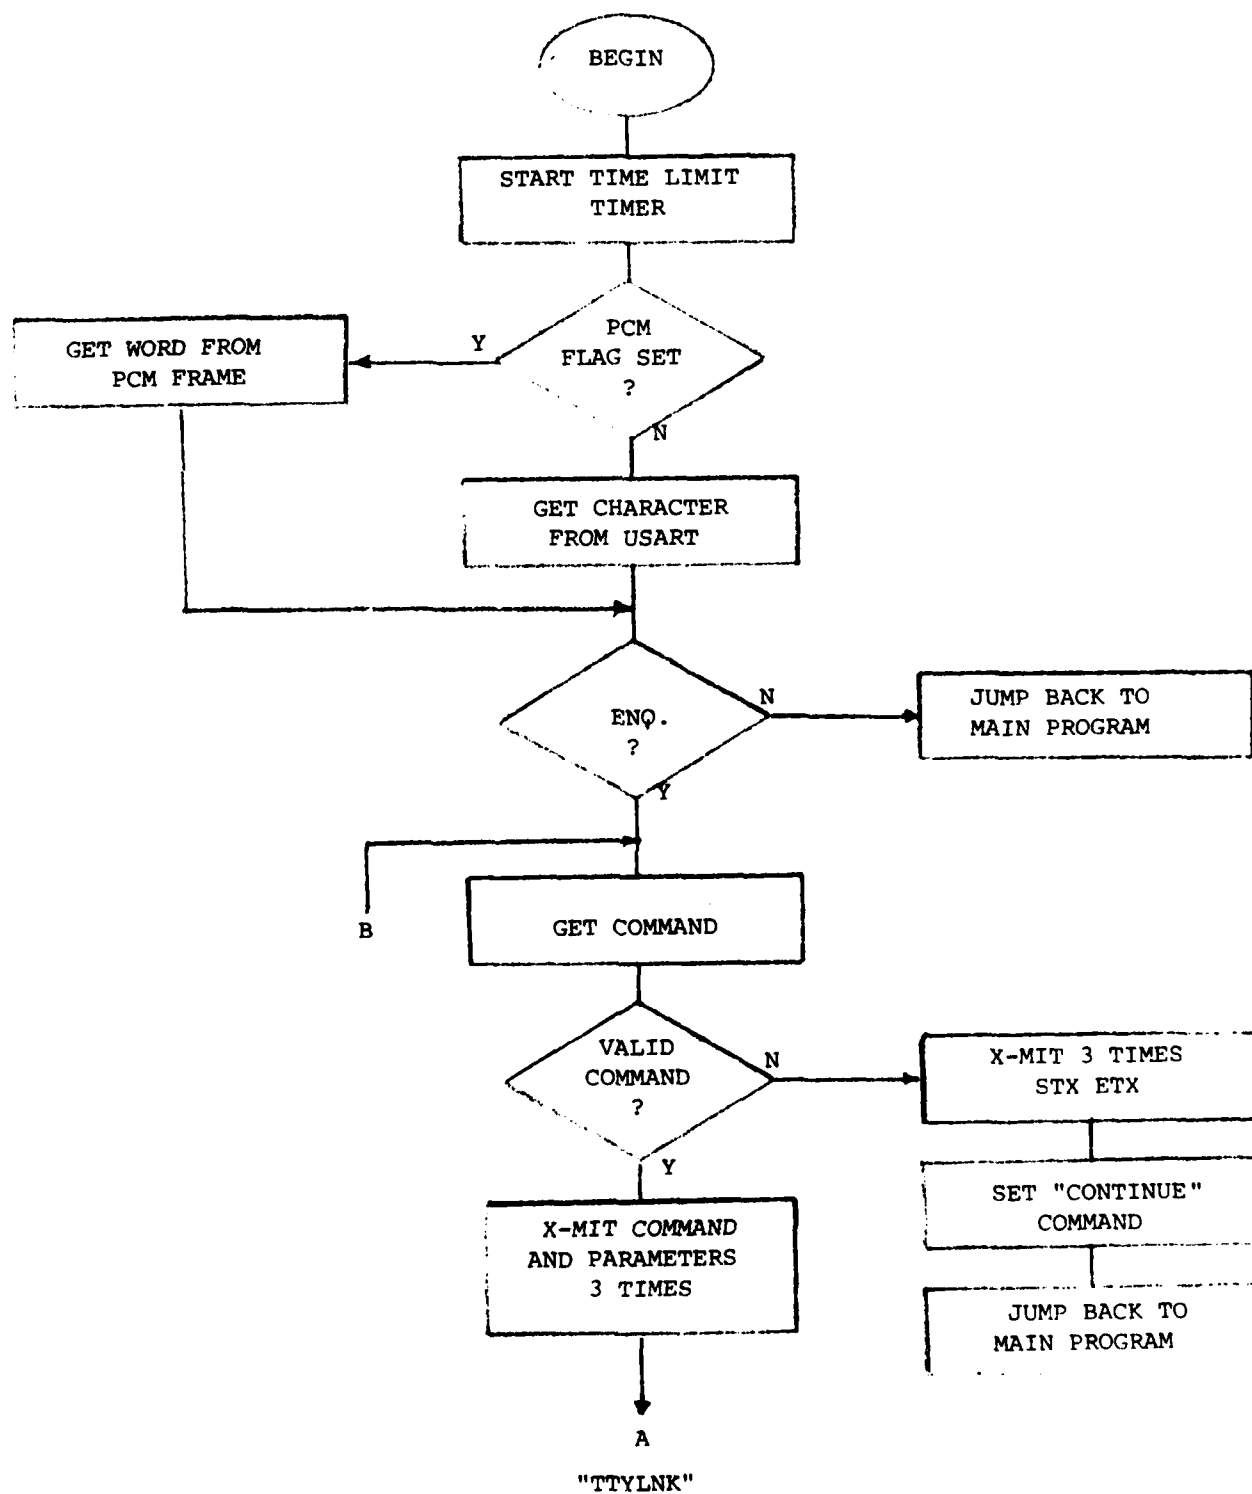 BEGIN
START TIME LIMIT
TIMER
PCM
FLAG SET
?
Y
GET WORD FROM
PCM FRAME
N
GET CHARACTER
FROM USART
ENQ.
?
N
JUMP BACK TO
MAIN PROGRAM
Y
B
GET COMMAND
VALID
COMMAND
?
N
X-MIT 3 TIMES
STX ETX
SET "CONTINUE"
COMMAND
JUMP BACK TO
MAIN PROGRAM
Y
X-MIT COMMAND
AND PARAMETERS
3 TIMES
A
"TTYLNK"